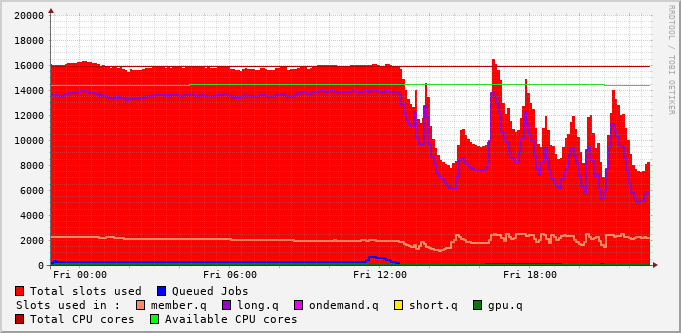 20000
18000
16000
14000
12000
10000
8000
6000
4000
2000
0
Fri 00:00 Fri 06:00 Fri 12:00 Fri 18:00
RRDTOOL / TOBI OETIKER
Total slots used Queued Jobs
Slots used in : member.q long.q ondemand.q short.q gpu.q
Total CPU cores Available CPU cores